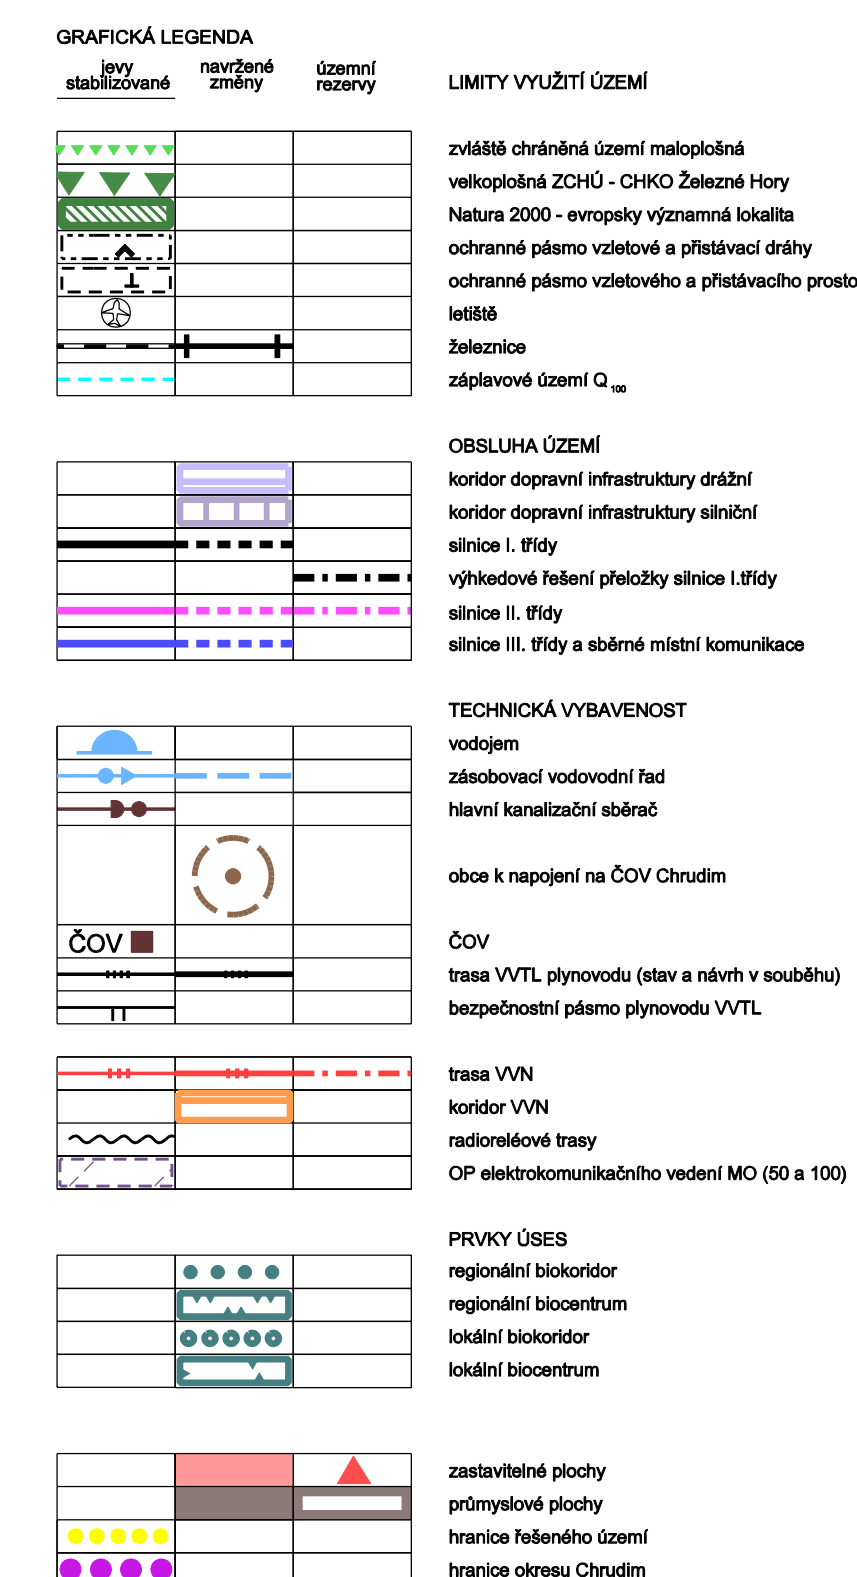 GRAFICKÁ LEGENDA
jevy stabilizované
navržené změny
územní rezervy
LIMITY VYUŽITÍ ÚZEMÍ
zvláště chráněná území maloplošná
velkoplošná ZCHÚ - CHKO Železné Hory
Natura 2000 - evropsky významná lokalita
ochranné pásmo vzletové a přistávací dráhy
ochranné pásmo vzletového a přistávacího prosto
letiště
železnice
záplavové území Q100
OBSLUHA ÚZEMÍ
koridor dopravní infrastruktury drážní
koridor dopravní infrastruktury silniční
silnice I. třídy
výhkedové řešení přeložky silnice I.třídy
silnice II. třídy
silnice III. třídy a sběrné místní komunikace
TECHNICKÁ VYBAVENOST
vodojem
zásobovací vodovodní řad
hlavní kanalizační sběrač
obce k napojení na ČOV Chrudim
ČOV
ČOV
trasa VVTL plynovodu (stav a návrh v souběhu)
bezpečnostní pásmo plynovodu VVTL
trasa VVN
koridor VVN
radioreléové trasy
OP elektrokomunikačního vedení MO (50 a 100)
PRVKY ÚSES
regionální biokoridor
regionální biocentrum
lokální biokoridor
lokální biocentrum
zastavitelné plochy
průmyslové plochy
hranice řešeného území
hranice okresu Chrudim